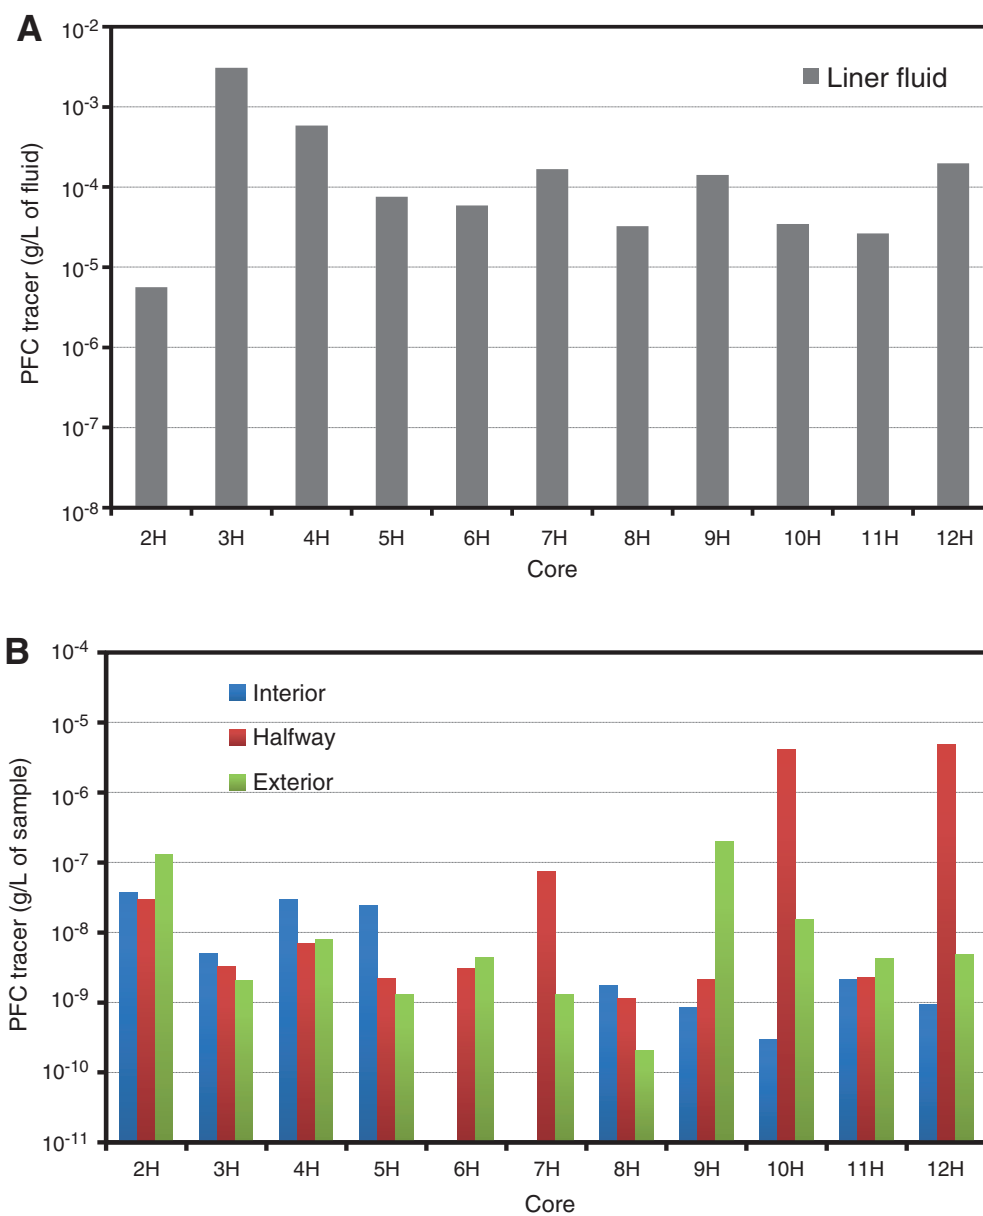 A
PFC tracer (g/L of fluid)
10-2
10-3
10-4
10-5
10-6
10-7
10-8
Liner fluid
2H 3H 4H 5H 6H 7H 8H 9H 10H 11H 12H
Core
B
PFC tracer (g/L of sample)
10-4
10-5
10-6
10-7
10-8
10-9
10-10
10-11
Interior
Halfway
Exterior
2H 3H 4H 5H 6H 7H 8H 9H 10H 11H 12H
Core